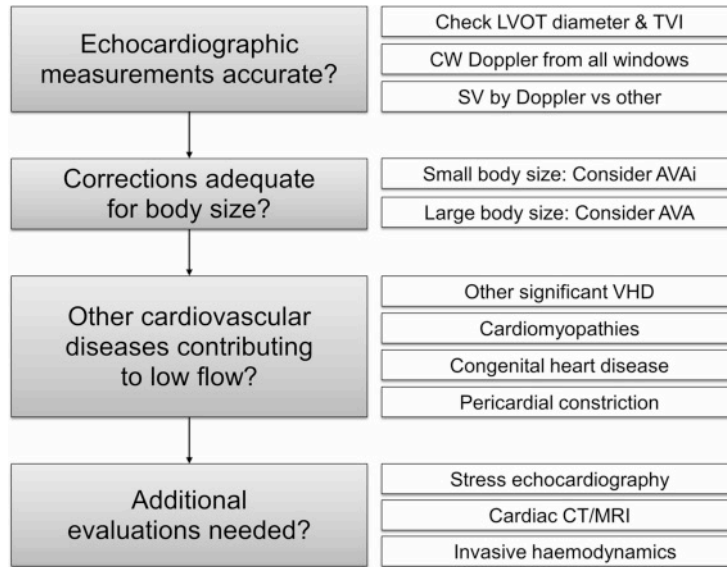 Echocardiographic
measurements accurate?
Check LVOT diameter & TVI
CW Doppler from all windows
SV by Doppler vs other
Corrections adequate
for body size?
Small body size: Consider AVAi
Large body size: Consider AVA
Other cardiovascular
diseases contributing
to low flow?
Other significant VHD
Cardiomyopathies
Congenital heart disease
Pericardial constriction
Additional
evaluations needed?
Stress echocardiography
Cardiac CT/MRI
Invasive haemodynamics